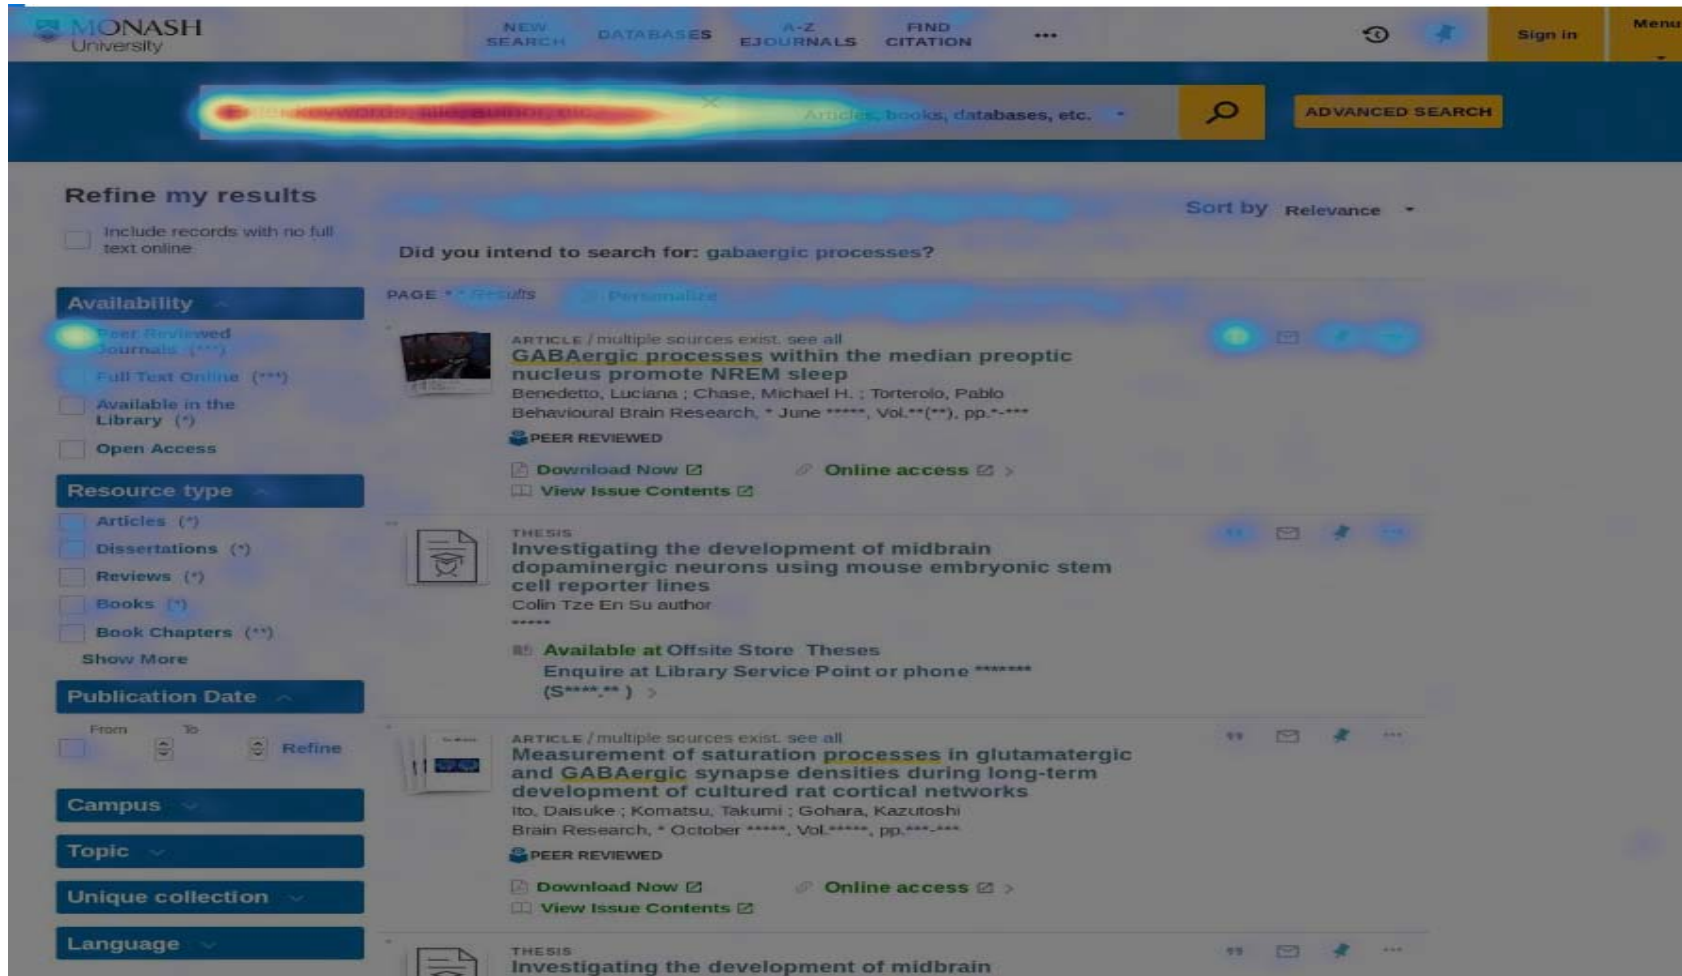 MONASH
University
NEW
SEARCH
DATABASES
A-Z
EJOURNALS
FIND
CITATION
•••
Sign in
Menu
Articles, books, databases, etc.
ADVANCED SEARCH
Refine my results
Include records with no full
text online
Sort by Relevance
Did you intend to search for: gabaergic processes?
Availability
Peer Reviewed
Journals (***)
Full Text Online (***)
Available in the
Library (*)
Open Access
Resource type
Articles (*)
Dissertations (*)
Reviews (*)
Books (*)
Book Chapters (**)
Show More
Publication Date
From To
Refine
Campus
Topic
Unique collection
Language
PAGE * * Results Personalize
*
ARTICLE / multiple sources exist. see all
GABAergic processes within the median preoptic
nucleus promote NREM sleep
Benedetto, Luciana ; Chase, Michael H. ; Torterolo, Pablo
Behavioural Brain Research, * June *****, Vol.**(**), pp.*-***
PEER REVIEWED
Download Now Online access
View Issue Contents
**
THESIS
Investigating the development of midbrain
dopaminergic neurons using mouse embryonic stem
cell reporter lines
Colin Tze En Su author
*****
Available at Offsite Store Theses
Enquire at Library Service Point or phone *******
(S****.** )
*
ARTICLE / multiple sources exist. see all
Measurement of saturation processes in glutamatergic
and GABAergic synapse densities during long-term
development of cultured rat cortical networks
Ito, Daisuke ; Komatsu, Takumi ; Gohara, Kazutoshi
Brain Research, * October *****, Vol.*****, pp.***-***
PEER REVIEWED
Download Now Online access
View Issue Contents
*
THESIS
Investigating the development of midbrain